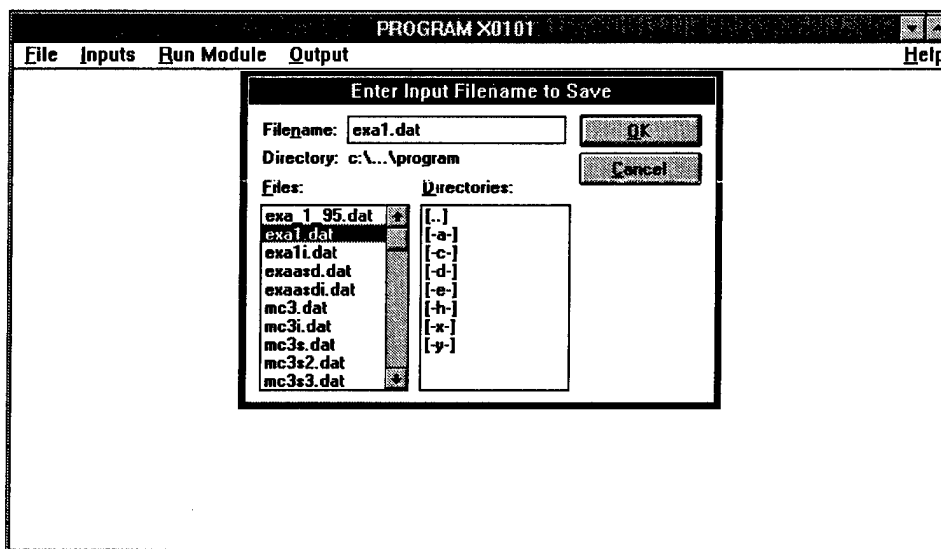 PROGRAM X0101
File Inputs Run Module Output Help
Enter Input Filename to Save
Filename: exa1.dat
OK
Directory: c:\...\program
Cancel
Files: Directories:
exa_1_95.dat [..]
exa1.dat [-a-]
exa1i.dat [-c-]
exaasd.dat [-d-]
exaasdi.dat [-e-]
mc3.dat [-h-]
mc3i.dat [-x-]
mc3s.dat [-y-]
mc3s2.dat
mc3s3.dat